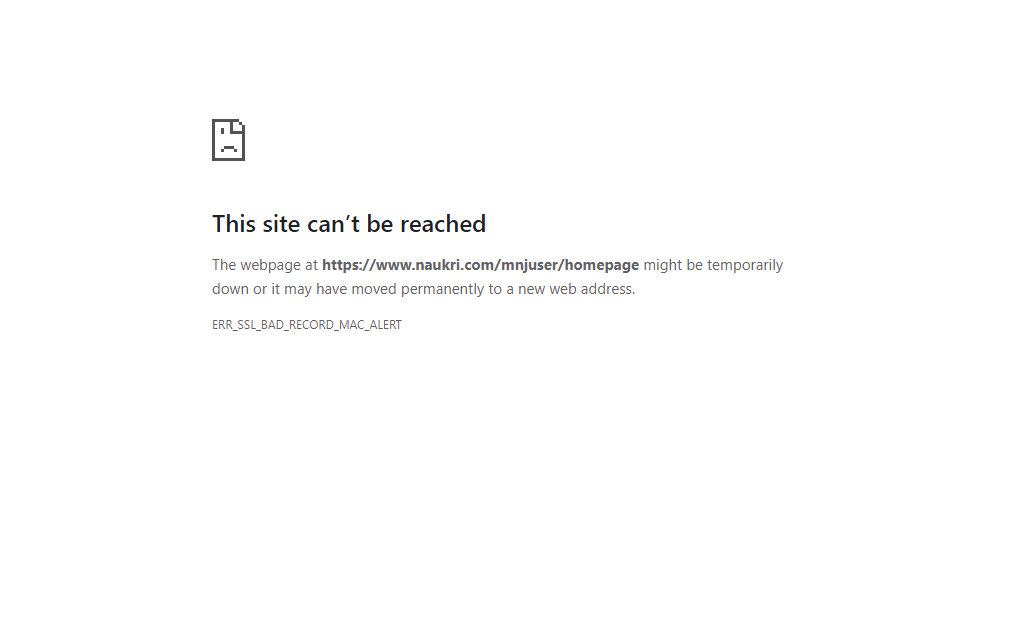 This site can’t be reached
The webpage at https://www.naukri.com/mnjuser/homepage might be temporarily
down or it may have moved permanently to a new web address.
ERR_SSL_BAD_RECORD_MAC_ALERT